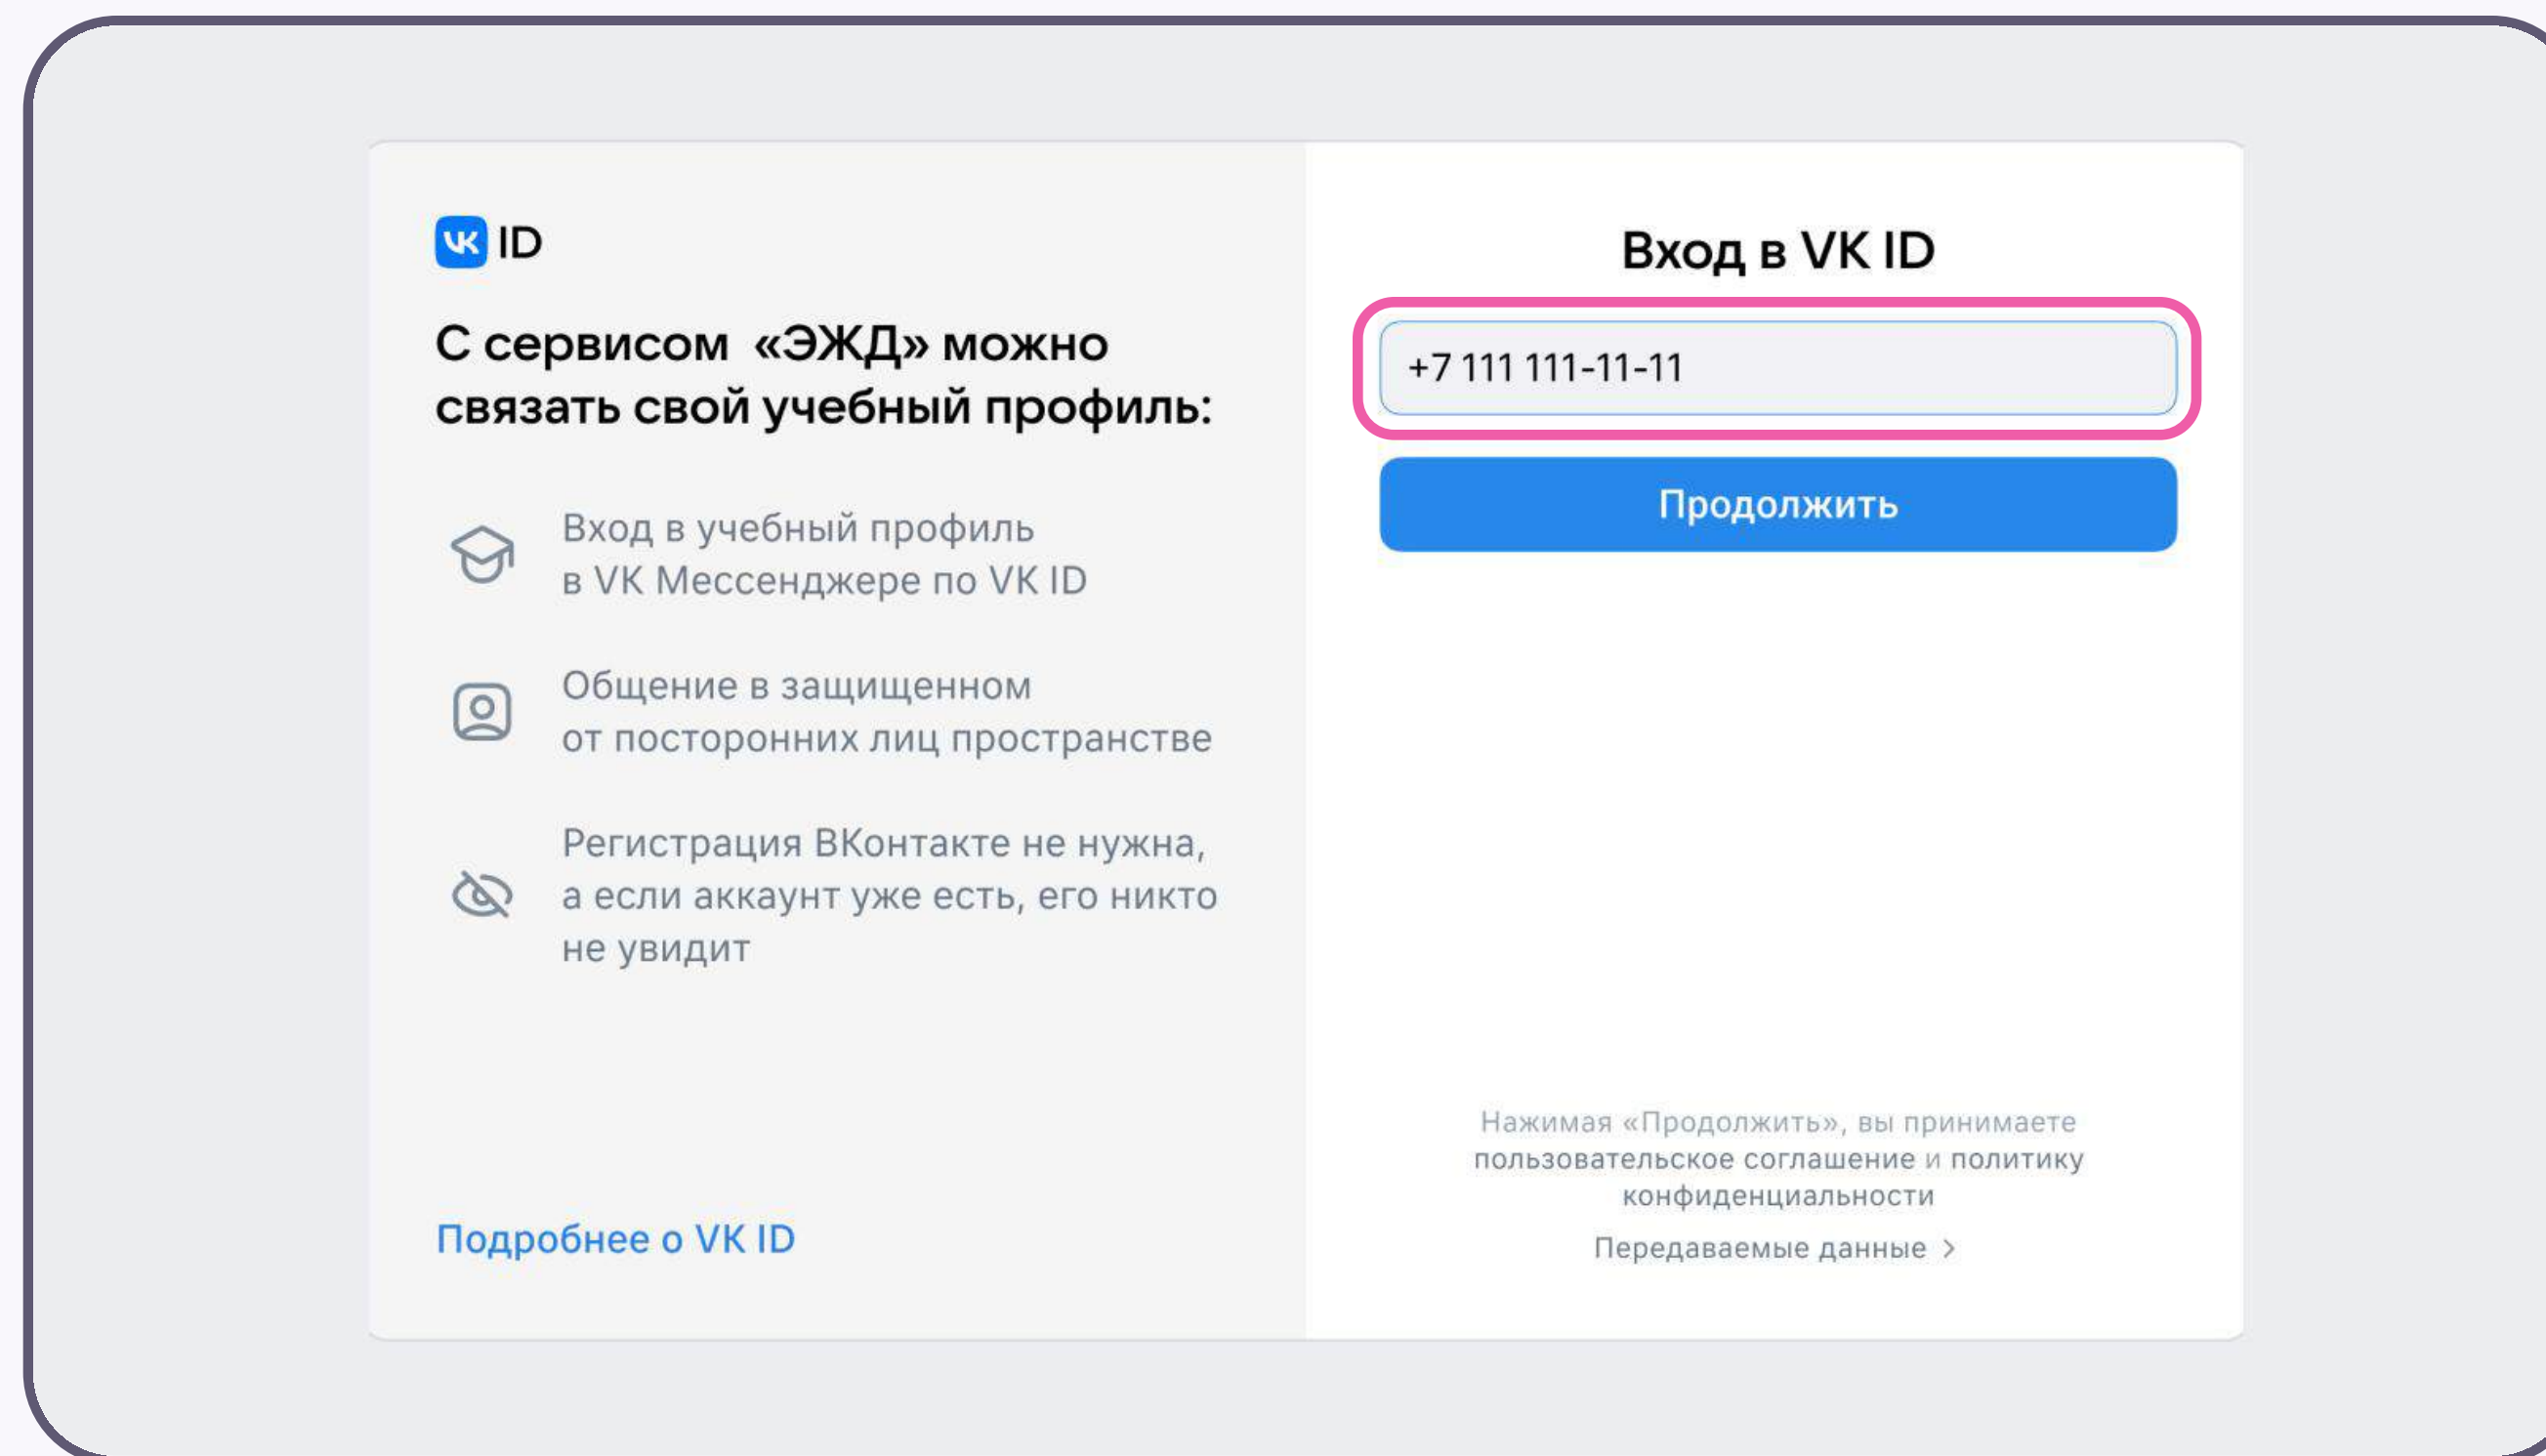 VK ID
С сервисом «ЭЖД» можно
связать свой учебный профиль:
Вход в учебный профиль
в VK Мессенджере по VK ID
Общение в защищенном
от посторонних лиц пространстве
Регистрация ВКонтакте не нужна,
а если аккаунт уже есть, его никто
не увидит
Подробнее о VK ID
Вход в VK ID
+7 111 111-11-11
Продолжить
Нажимая «Продолжить», вы принимаете
пользовательское соглашение и политику
конфиденциальности
Передаваемые данные >